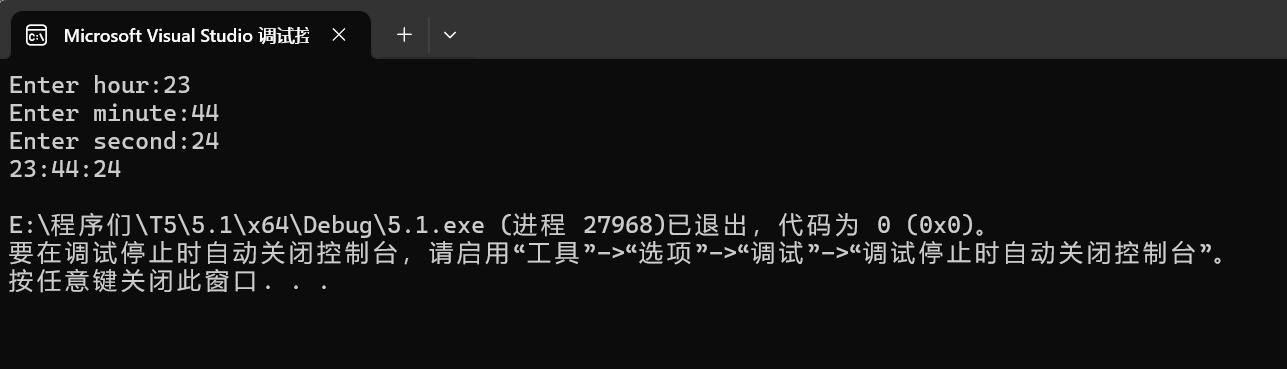 Microsoft Visual Studio 调试控
Enter hour:23
Enter minute:44
Enter second:24
23:44:24
E:\程序们\T5\5.1\x64\Debug\5.1.exe (进程 27968)已退出，代码为 0 (0x0)。
要在调试停止时自动关闭控制台，请启用“工具”->“选项”->“调试”->“调试停止时自动关闭控制台”。
按任意键关闭此窗口. . .